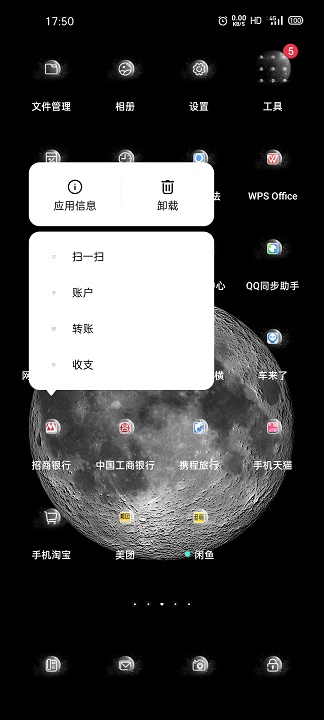 17:50
0.00
KB/S
HD
4G
100
5
文件管理
相册
设置
工具
法
WPS Office
应用信息
卸载
心
QQ同步助手
扫一扫
账户
转账
收支
网
横
车来了
招商银行
中国工商银行
携程旅行
手机天猫
手机淘宝
美团
闲鱼